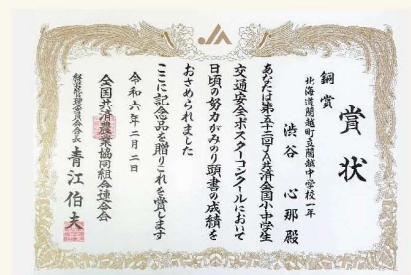 賞状
銅賞
北海道蘭越町立蘭越中学校一年
渋谷 心那 殿
あなたは第五十二回JA共済全国小中学生
交通安全ポスターコンクールにおいて
日頃の努力がみのり頭書の成績を
おさめられました
ここに記念品を贈りこれを賞します
令和六年二月二日
全国共済農業協同組合連合会
経営管理委員会会長 青江伯夫